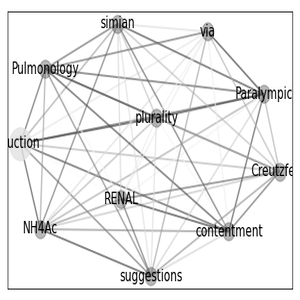 simian
via
Pulmonology
Paralympic
plurality
uction
Creutzfe
RENAL
NH4Ac
contentment
suggestions